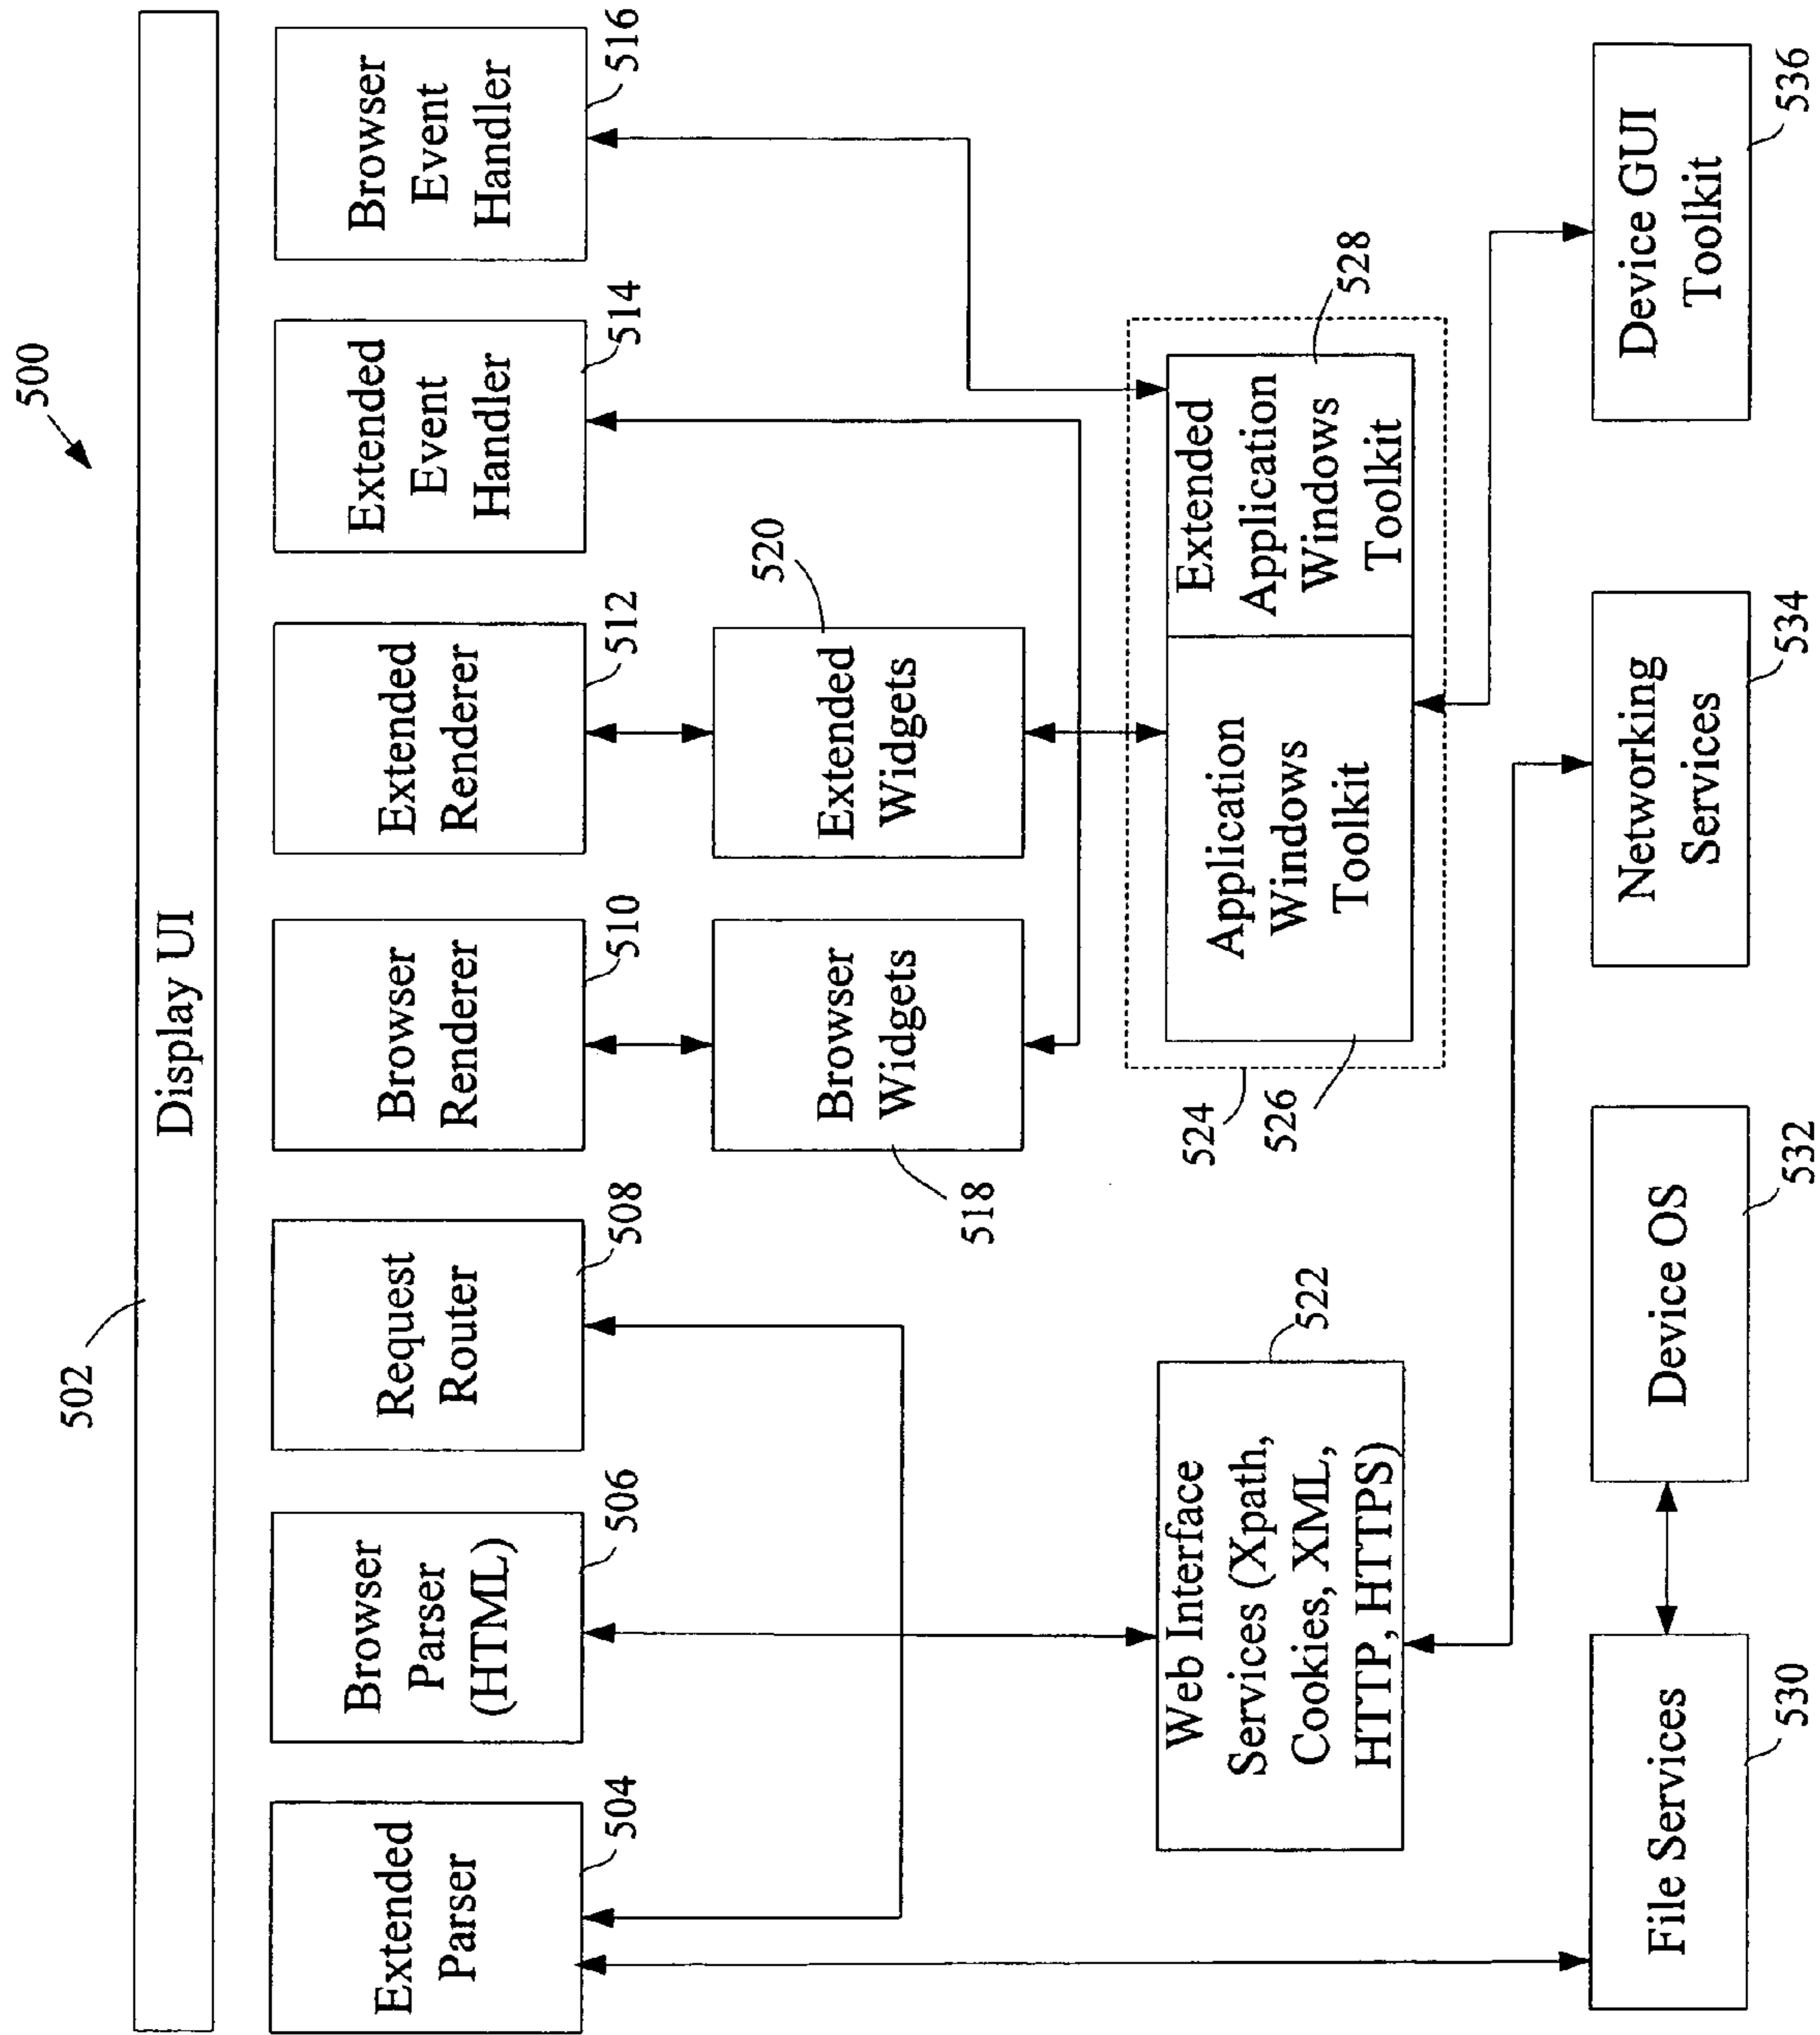 500
502
Display UI
Extended
Parser
504
Browser
Parser
(HTML)
506
Request
Router
508
Browser
Renderer
510
Extended
Renderer
512
Extended
Event
Handler
514
Browser
Event
Handler
516
Browser
Widgets
518
Extended
Widgets
520
Web Interface
Services (Xpath,
Cookies, XML,
HTTP, HTTPS)
522
524
Application
Windows
Toolkit
526
Extended
Application
Windows
Toolkit
528
File Services
530
Device OS
532
Networking
Services
534
Device GUI
Toolkit
536